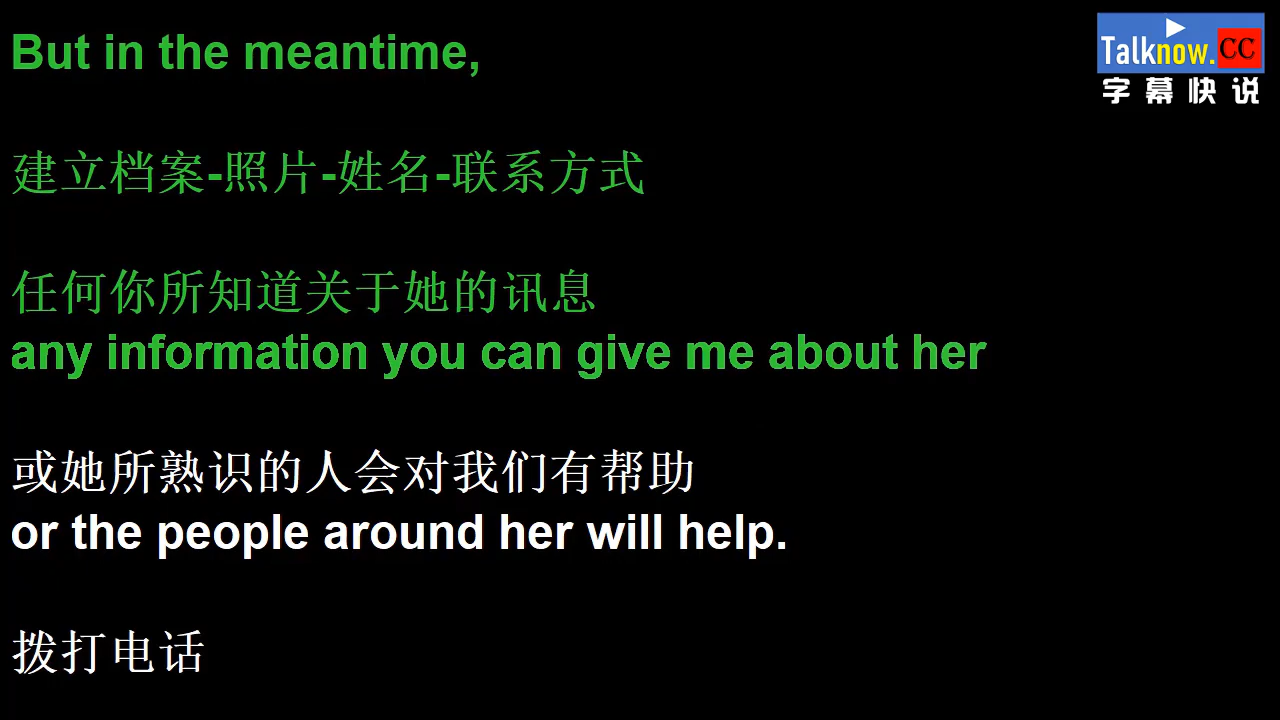 But in the meantime,
Talknow.CC
字幕快说
建立档案-照片-姓名-联系方式
任何你所知道关于她的讯息
any information you can give me about her
或她所熟识的人会对我们有帮助
or the people around her will help.
拨打电话